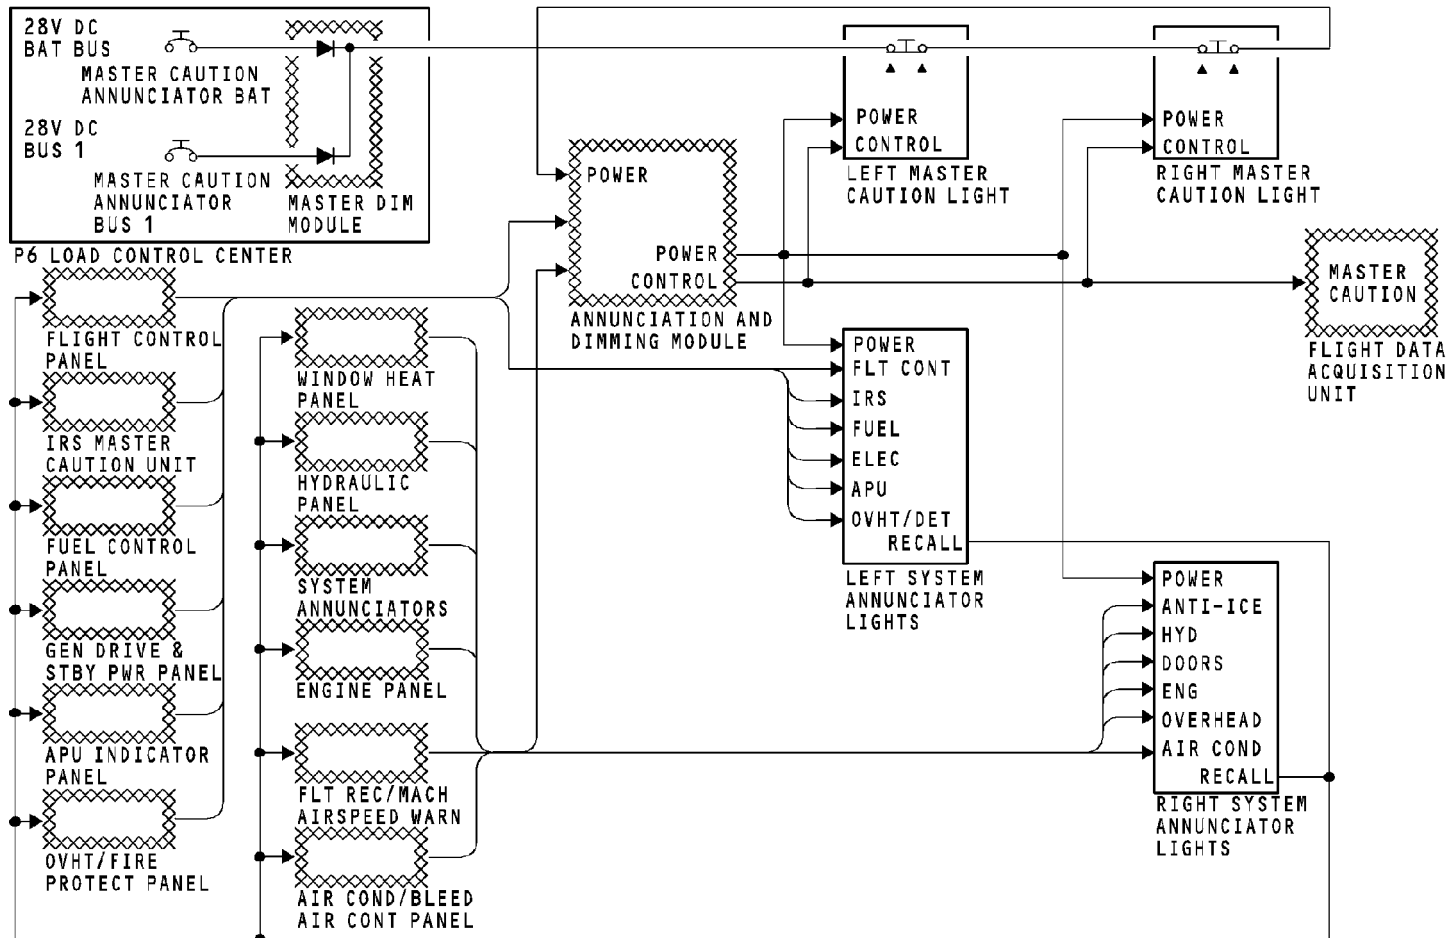 28V DC
BAT BUS
MASTER CAUTION
ANNUNCIATOR BAT
28V DC
BUS 1
MASTER CAUTION
ANNUNCIATOR
BUS 1
MASTER DIM
MODULE
P6 LOAD CONTROL CENTER
POWER
CONTROL
LEFT MASTER
CAUTION LIGHT
POWER
CONTROL
RIGHT MASTER
CAUTION LIGHT
POWER
POWER
CONTROL
ANNUNCIATION AND
DIMMING MODULE
MASTER
CAUTION
FLIGHT DATA
ACQUISITION
UNIT
FLIGHT CONTROL
PANEL
IRS MASTER
CAUTION UNIT
FUEL CONTROL
PANEL
GEN DRIVE &
STBY PWR PANEL
APU INDICATOR
PANEL
OVHT/FIRE
PROTECT PANEL
WINDOW HEAT
PANEL
HYDRAULIC
PANEL
SYSTEM
ANNUNCIATORS
ENGINE PANEL
FLT REC/MACH
AIRSPEED WARN
AIR COND/BLEED
AIR CONT PANEL
POWER
FLT CONT
IRS
FUEL
ELEC
APU
OVHT/DET
RECALL
LEFT SYSTEM
ANNUNCIATOR
LIGHTS
POWER
ANTI-ICE
HYD
DOORS
ENG
OVERHEAD
AIR COND
RECALL
RIGHT SYSTEM
ANNUNCIATOR
LIGHTS